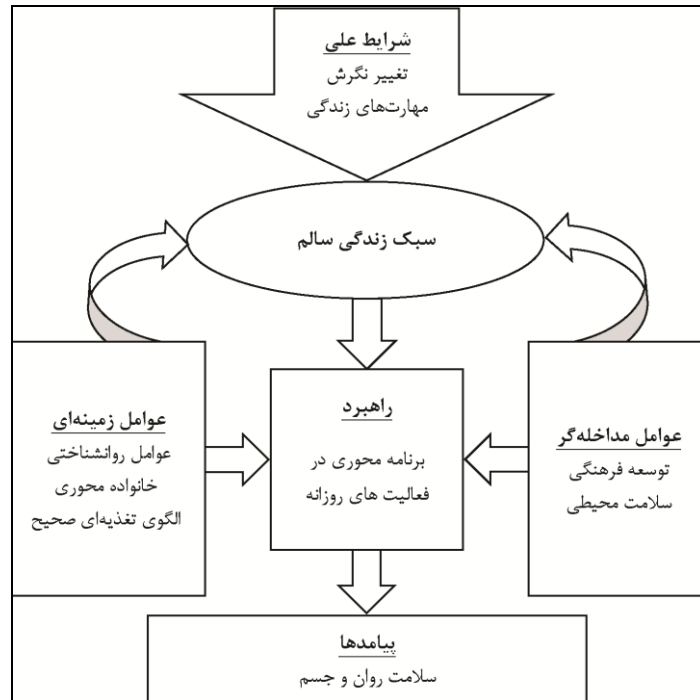 شرایط علی
تغییر نگرش
مهارت‌های زندگی
سبک زندگی سالم
عوامل زمینه‌ای
عوامل روانشناختی
خانواده محوری
الگوی تغذیه‌ای صحیح
راهبرد
برنامه محوری در
فعالیت های روزانه
عوامل مداخله‌گر
توسعه فرهنگی
سلامت محیطی
پیامدها
سلامت روان و جسم